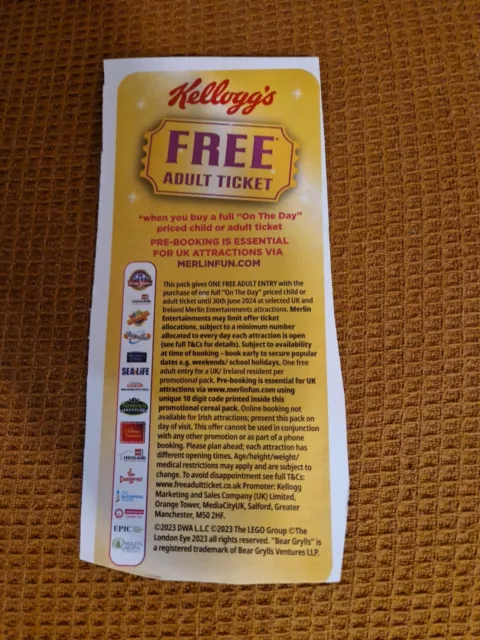 Kellogg's
FREE*
ADULT TICKET
*when you buy a full "On The Day"
priced child or adult ticket
PRE-BOOKING IS ESSENTIAL
FOR UK ATTRACTIONS VIA
MERLINFUN.COM
This pack gives ONE FREE ADULT ENTRY with the
purchase of one full "On The Day" priced child or
adult ticket until 30th June 2024 at selected UK and
Ireland Merlin Entertainments attractions. Merlin
Entertainments may limit offer ticket
allocations, subject to a minimum number
allocated to every day each attraction is open
(see full T&Cs for details). Subject to availability
at time of booking – book early to secure popular
dates e.g. weekends/ school holidays. One free
adult entry for a UK/ Ireland resident per
promotional pack. Pre-booking is essential for UK
attractions via www.merlinfun.com using
unique 10 digit code printed inside this
promotional cereal pack. Online booking not
available for Irish attractions; present this pack on
day of visit. This offer cannot be used in conjunction
with any other promotion or as part of a phone
booking. Please plan ahead; each attraction has
different opening times. Age/height/weight/
medical restrictions may apply and are subject to
change. To avoid disappointment see full T&Cs:
www.freeadultticket.co.uk Promoter: Kellogg
Marketing and Sales Company (UK) Limited,
Orange Tower, MediaCityUK, Salford, Greater
Manchester, M50 2HF.
©2023 DWA L.L.C ©2023 The LEGO Group ©The
London Eye 2023 all rights reserved. "Bear Grylls" is
a registered trademark of Bear Grylls Ventures LLP.
LEGOLAND
SEA LIFE
LEGOLAND
the Dungeons
EPIC